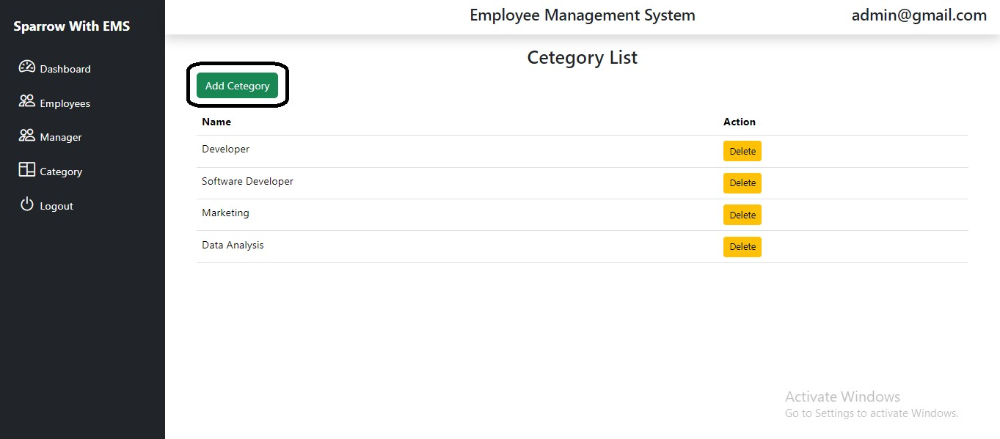 Sparrow With EMS
Dashboard
Employees
Manager
Category
Logout
Employee Management System
admin@gmail.com
Cetegory List
Add Cetegory
Name Action
Developer Delete
Software Developer Delete
Marketing Delete
Data Analysis Delete
Activate Windows
Go to Settings to activate Windows.